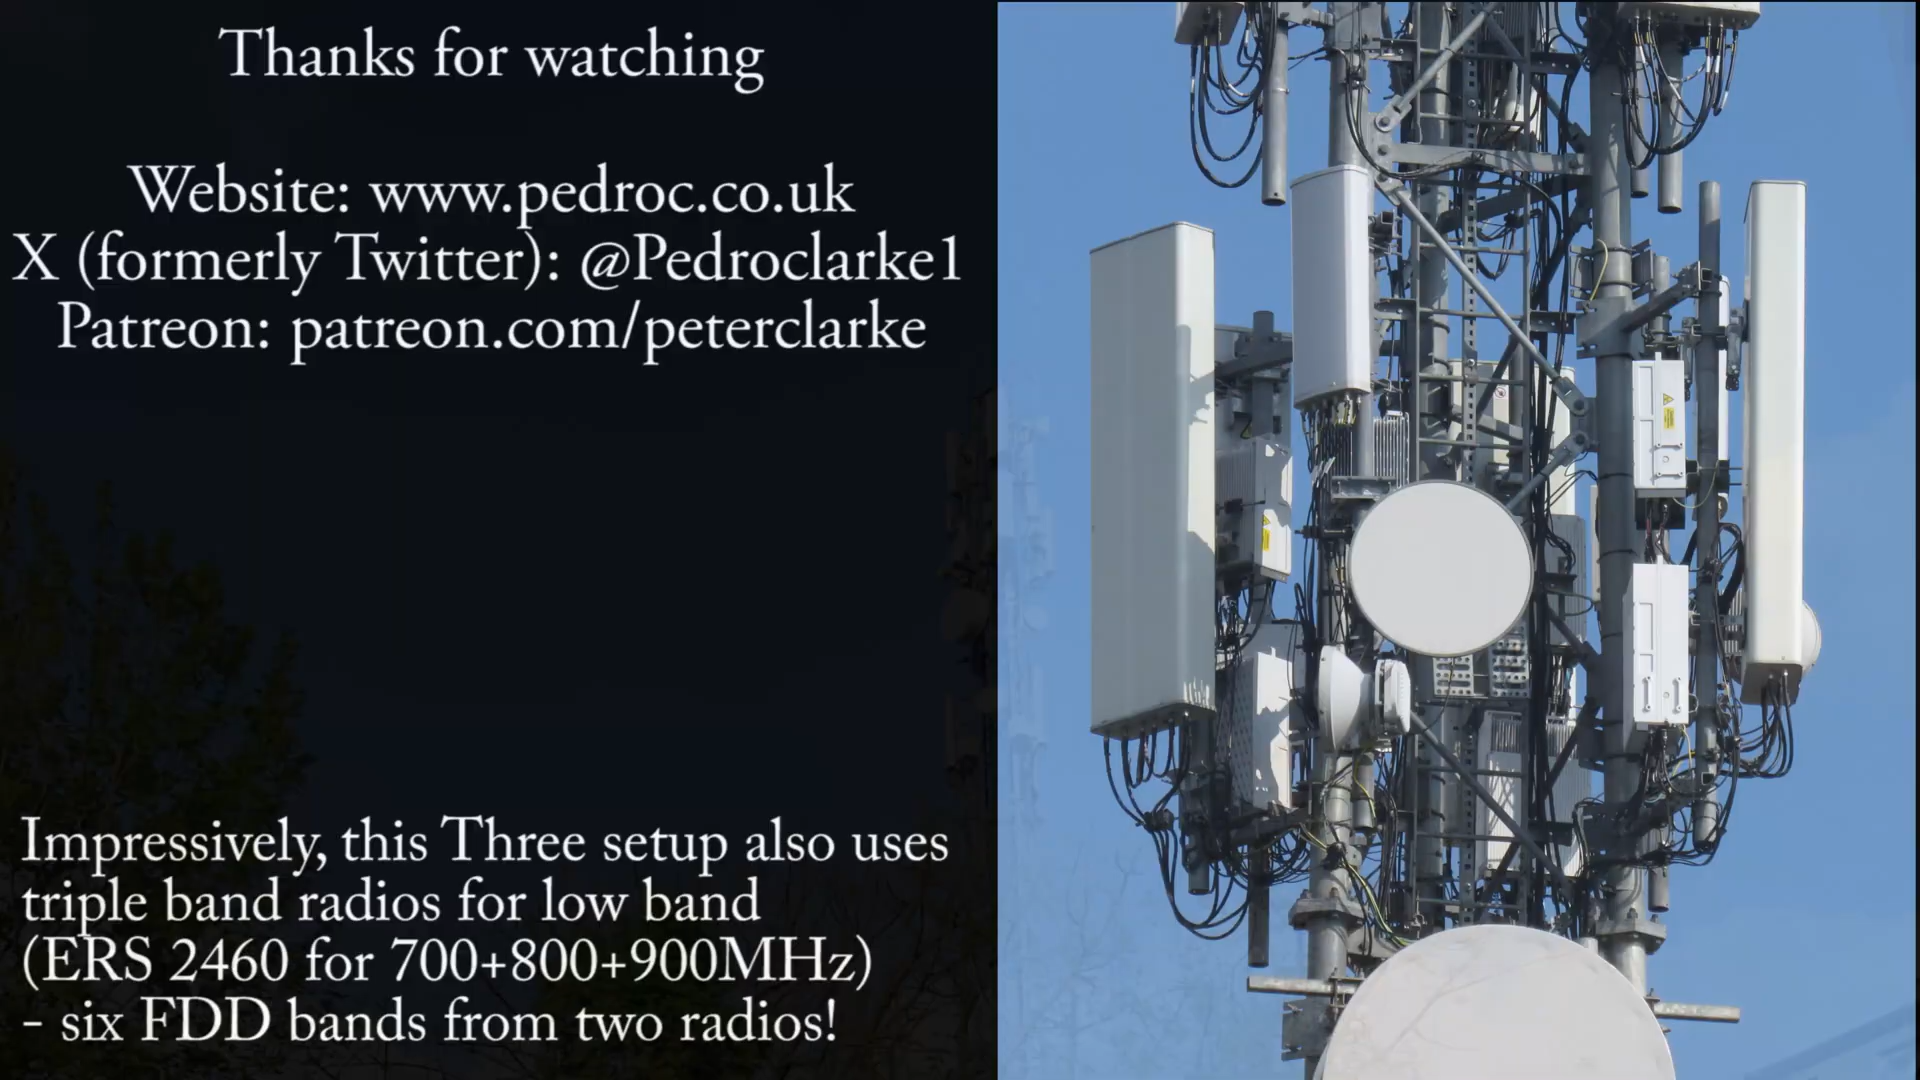 Thanks for watching
Website: www.pedroc.co.uk
X (formerly Twitter): @Pedroclarke1
Patreon: patreon.com/peterclarke
Impressively, this Three setup also uses
triple band radios for low band
(ERS 2460 for 700+800+900MHz)
- six FDD bands from two radios!